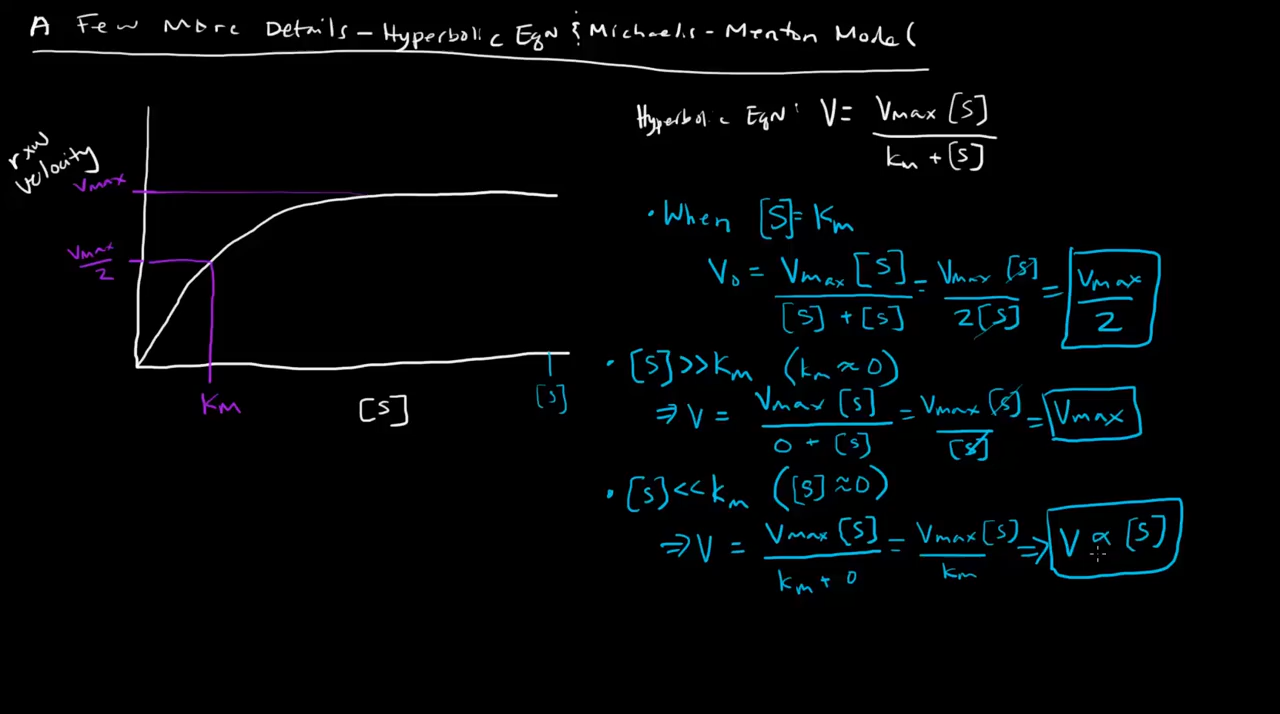 A Few More Details - Hyperbolic Eqn & Michaelis - Menton Model
Hyperbolic Eqn: V = Vmax [S] / Km + [S]
rxn velocity
Vmax
Vmax / 2
Km
[S]
[S]
• When [S] = Km
V0 = Vmax [S] / [S] + [S] = Vmax [S] / 2[S] = Vmax / 2
• [S] >> Km (Km ≈ 0)
⇒ V = Vmax [S] / 0 + [S] = Vmax [S] / [S] = Vmax
• [S] << Km ([S] ≈ 0)
⇒ V = Vmax [S] / Km + 0 = Vmax [S] / Km ⇒ V ∝ [S]